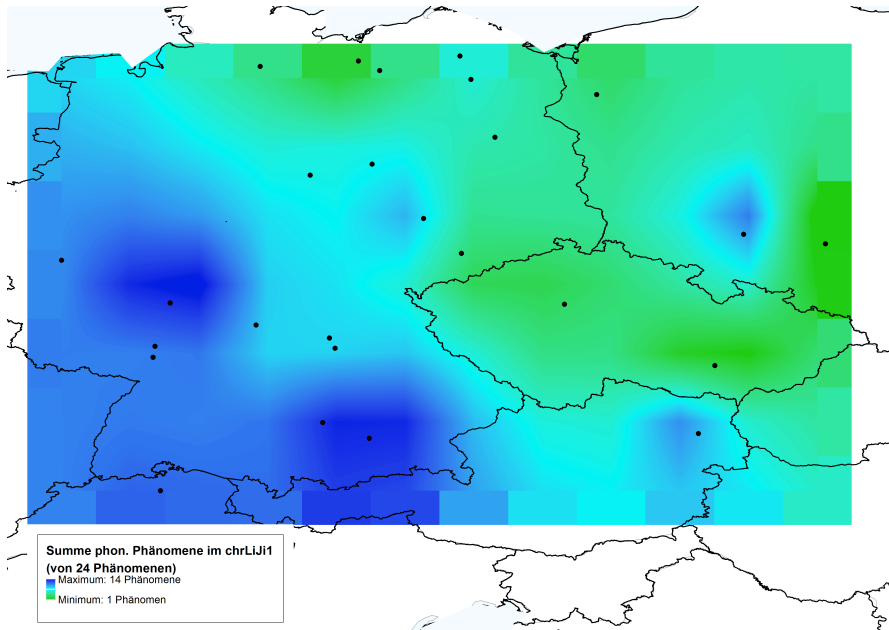 Summe phon. Phänomene im chrLiJi1
(von 24 Phänomenen)
Maximum: 14 Phänomene
Minimum: 1 Phänomen